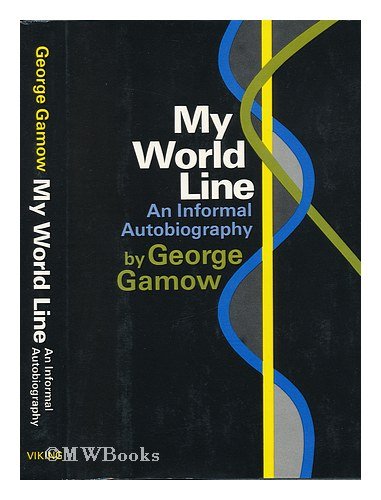 George Gamow My World Line An Informal
Autobiography
VIKING
My
World
Line
An Informal
Autobiography
by George
Gamow
©MWBooks